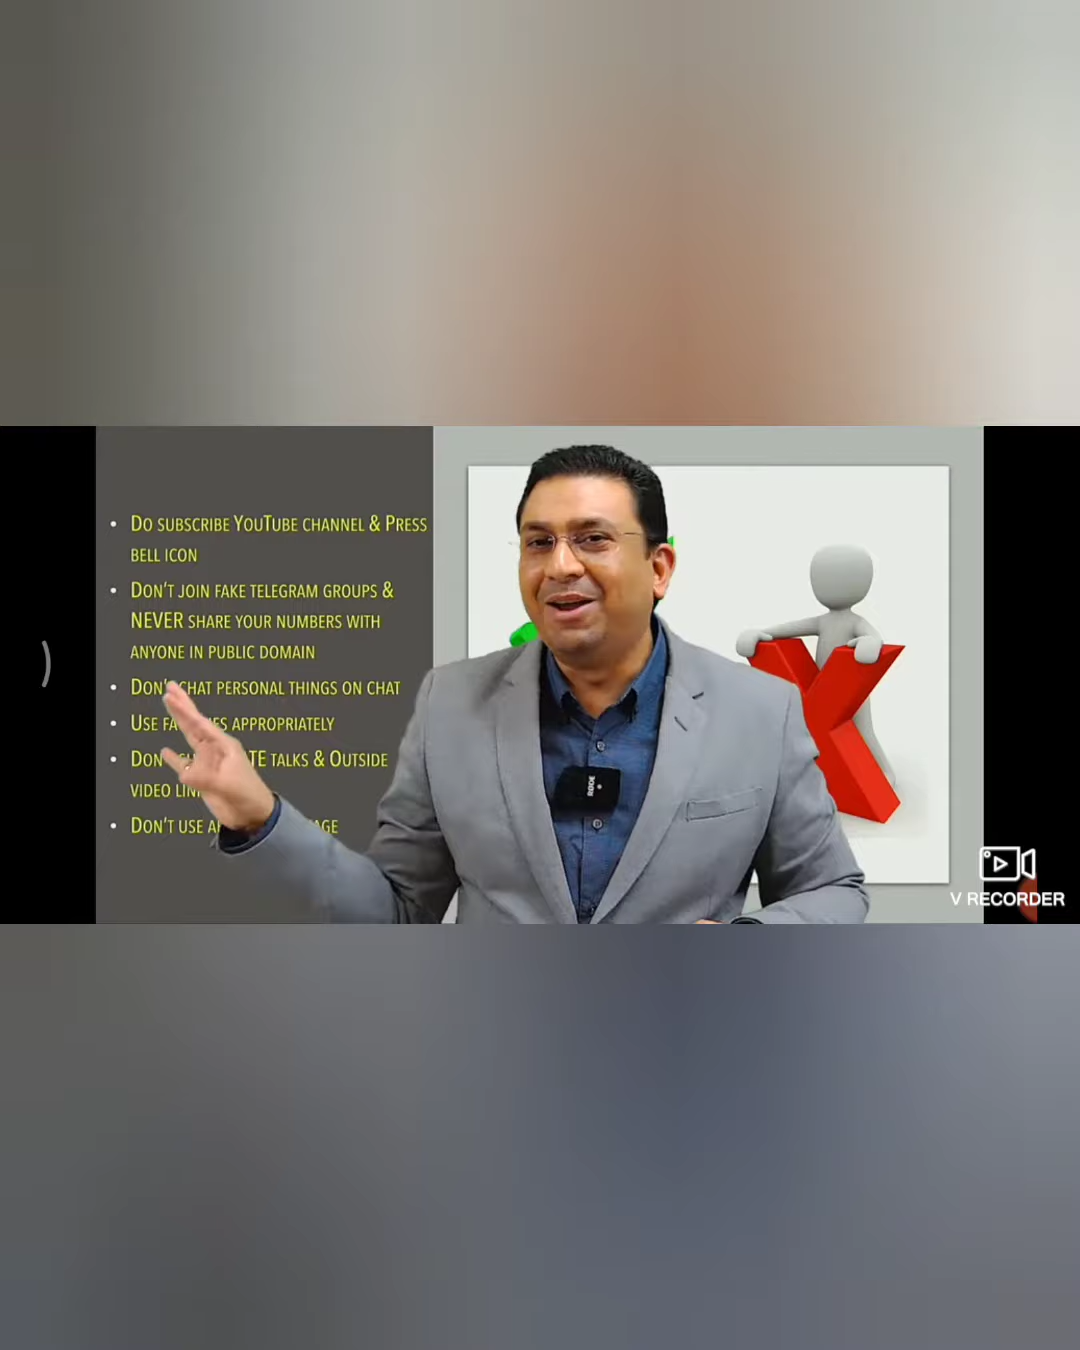 • Do subscribe YouTube channel & Press
bell icon
• Don't join fake telegram groups &
NEVER share your numbers with
anyone in public domain
• Don't chat personal things on chat
• Use appropriately
• talks & Outside
video
• Don't use
RØDE
V RECORDER